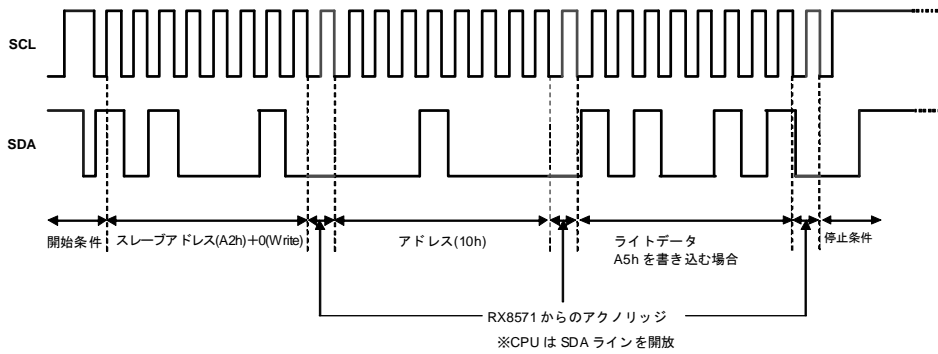 SCL
SDA
開始条件
スレーブアドレス(A2h)+0(Write)
アドレス(10h)
ライトデータ
A5h を書き込む場合
停止条件
RX8571 からのアクノリッジ
※CPU は SDA ラインを開放